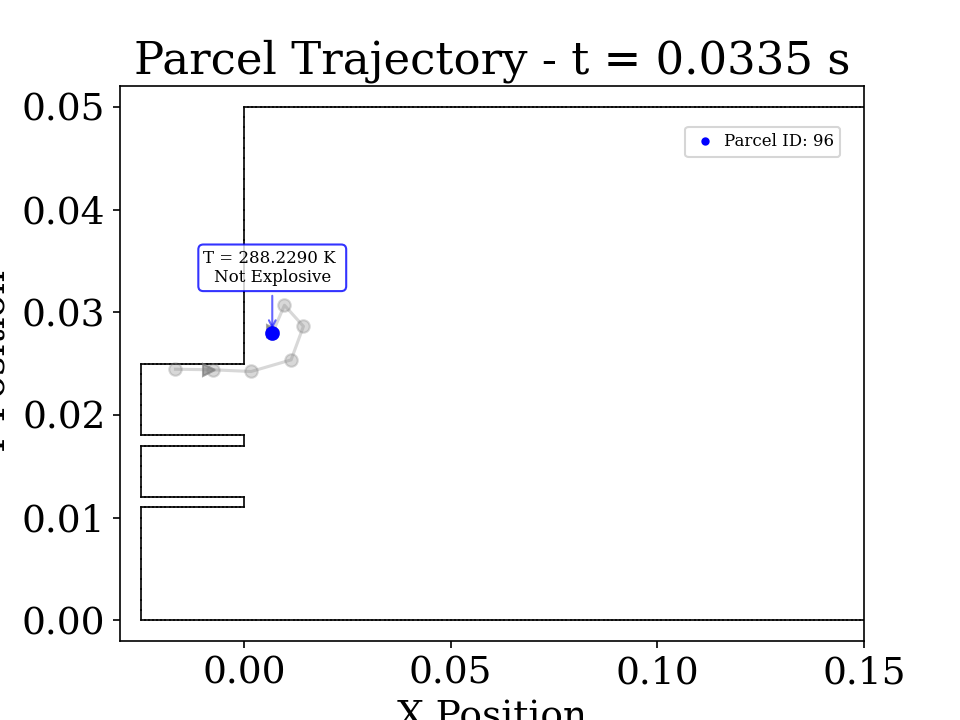 Parcel Trajectory - t = 0.0335 s
0.05
Parcel ID: 96
0.04
T = 288.2290 K
Not Explosive
0.03
0.02
0.01
0.00
0.00 0.05 0.10 0.15
X Position